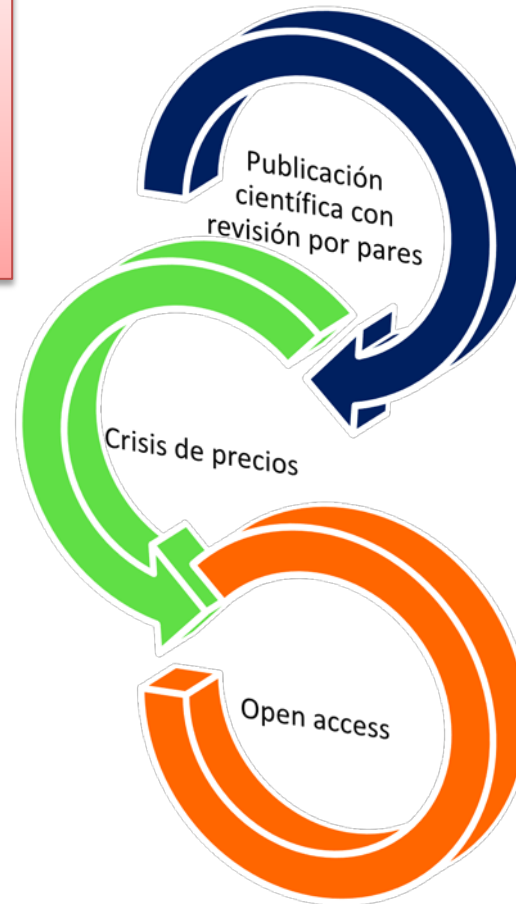 Publicación
científica con
revisión por pares
Crisis de precios
Open access